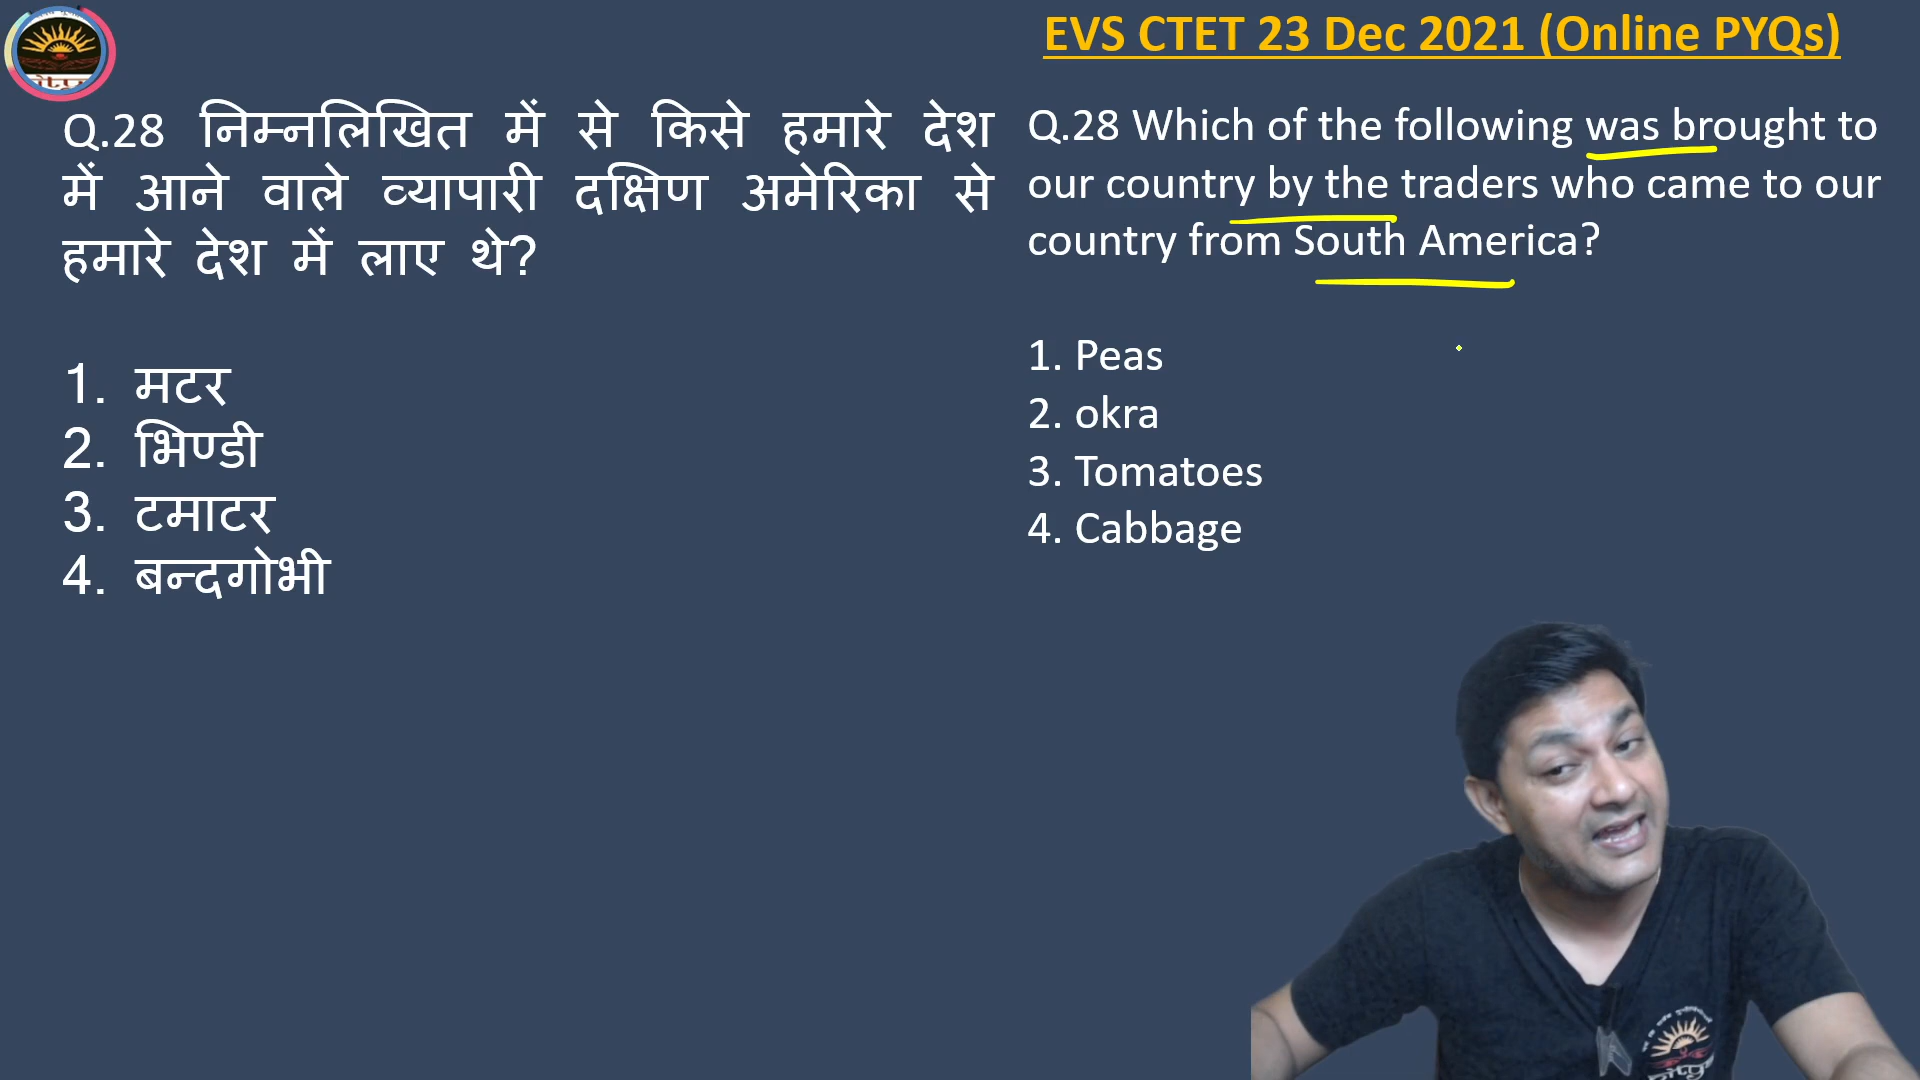 EVS CTET 23 Dec 2021 (Online PYQs)
Q.28 निम्नलिखित में से किसे हमारे देश
में आने वाले व्यापारी दक्षिण अमेरिका से
हमारे देश में लाए थे?
1. मटर
2. भिण्डी
3. टमाटर
4. बन्दगोभी
Q.28 Which of the following was brought to
our country by the traders who came to our
country from South America?
1. Peas
2. okra
3. Tomatoes
4. Cabbage